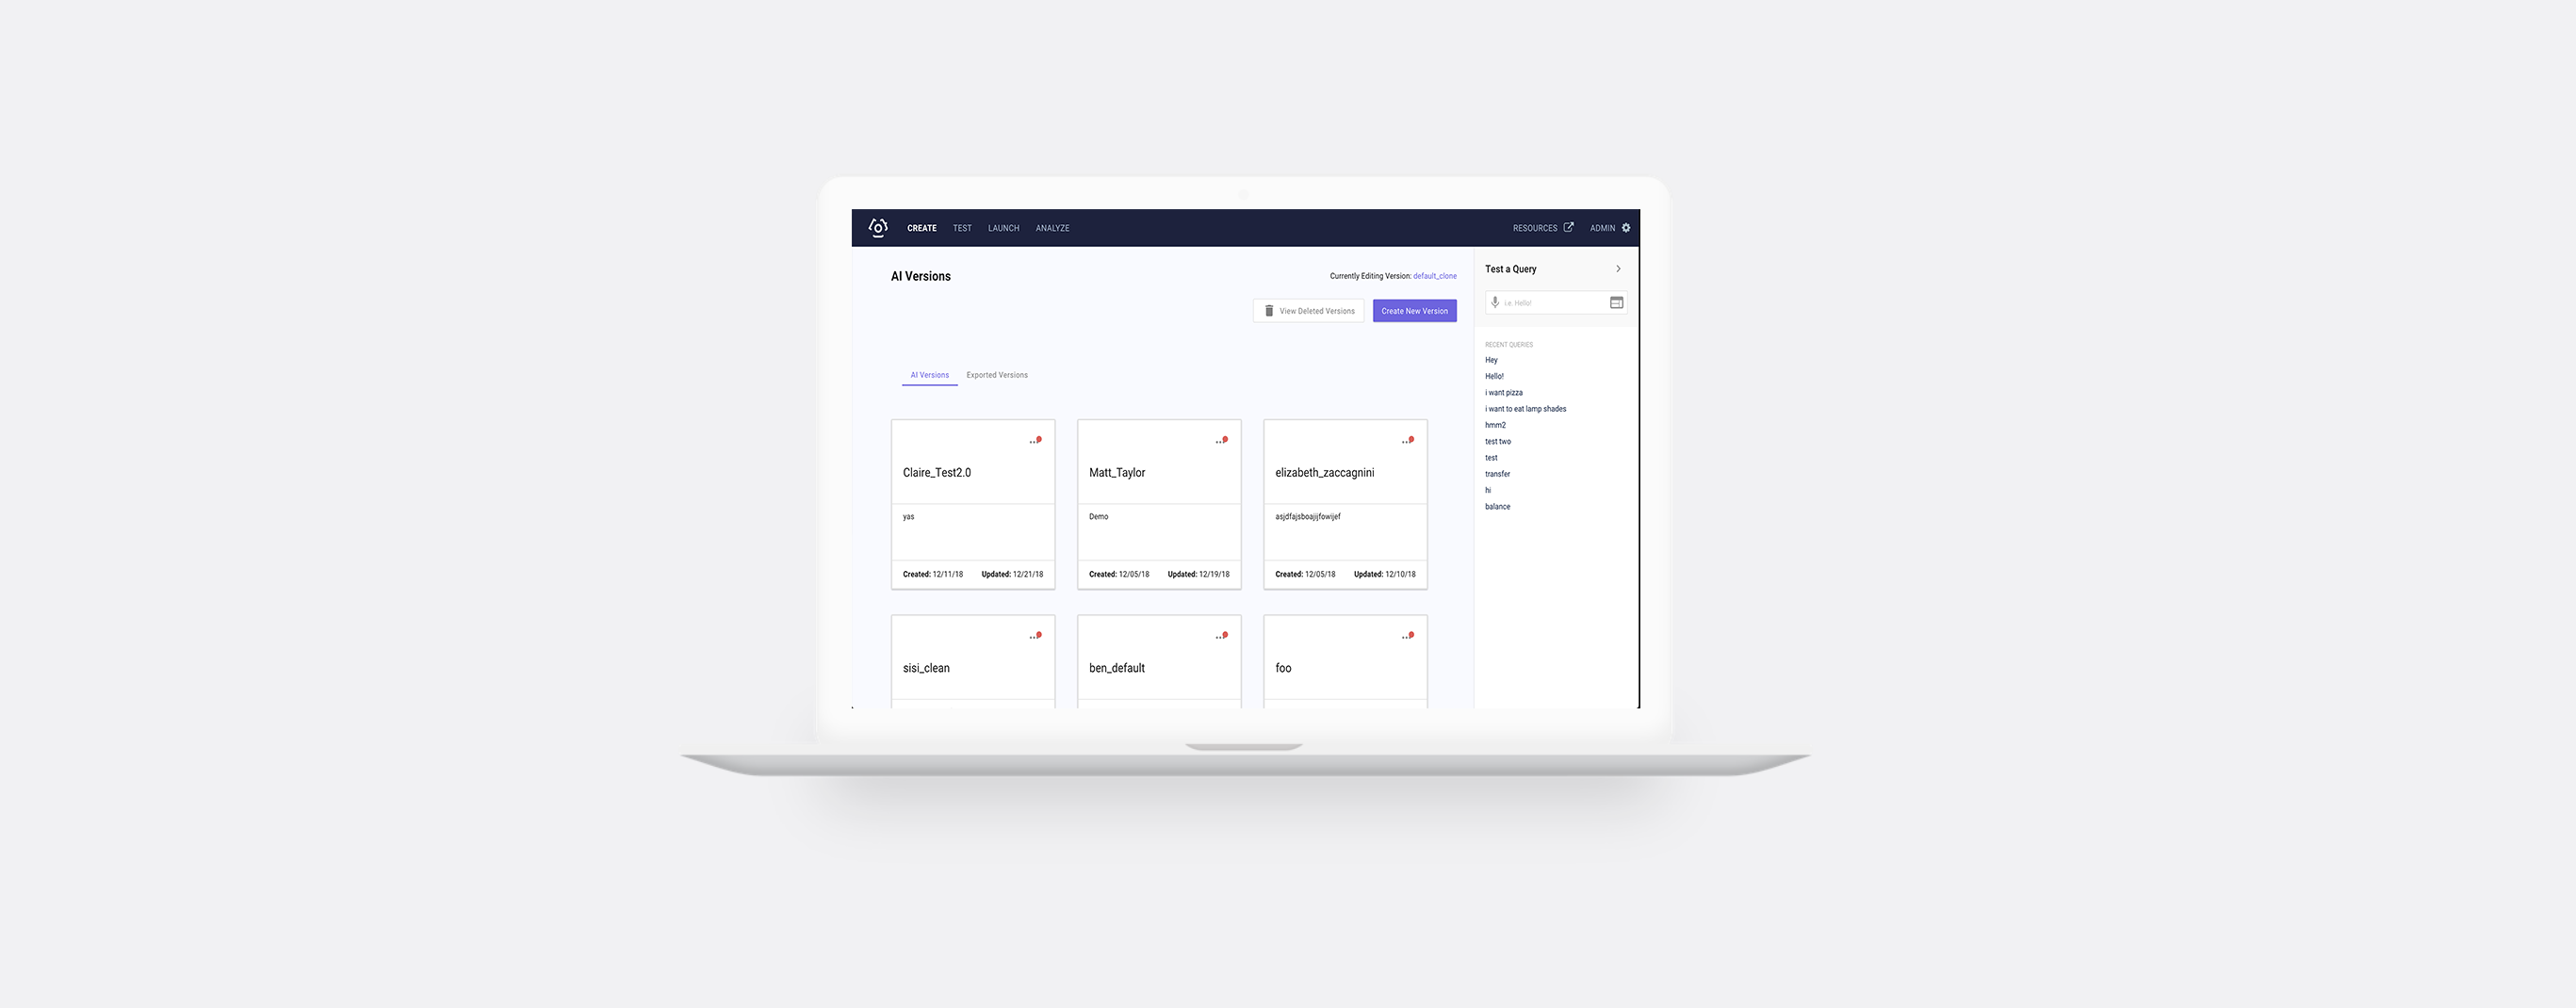 CREATE TEST LAUNCH ANALYZE RESOURCES ADMIN
AI Versions
Currently Editing Version: default_clone
View Deleted Versions Create New Version
AI Versions Exported Versions
Claire_Test2.0
yas
Created: 12/11/18 Updated: 12/21/18
Matt_Taylor
Demo
Created: 12/05/18 Updated: 12/19/18
elizabeth_zaccagnini
asjdfajsboajijfowijef
Created: 12/05/18 Updated: 12/10/18
sisi_clean
ben_default
foo
Test a Query
i.e. Hello!
RECENT QUERIES
Hey
Hello!
i want pizza
i want to eat lamp shades
hmm2
test two
test
transfer
hi
balance